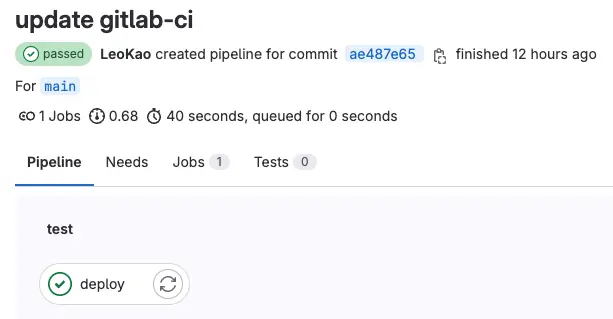 update gitlab-ci
passed LeoKao created pipeline for commit ae487e65 finished 12 hours ago
For main
1 Jobs 0.68 40 seconds, queued for 0 seconds
Pipeline Needs Jobs 1 Tests 0
test
deploy